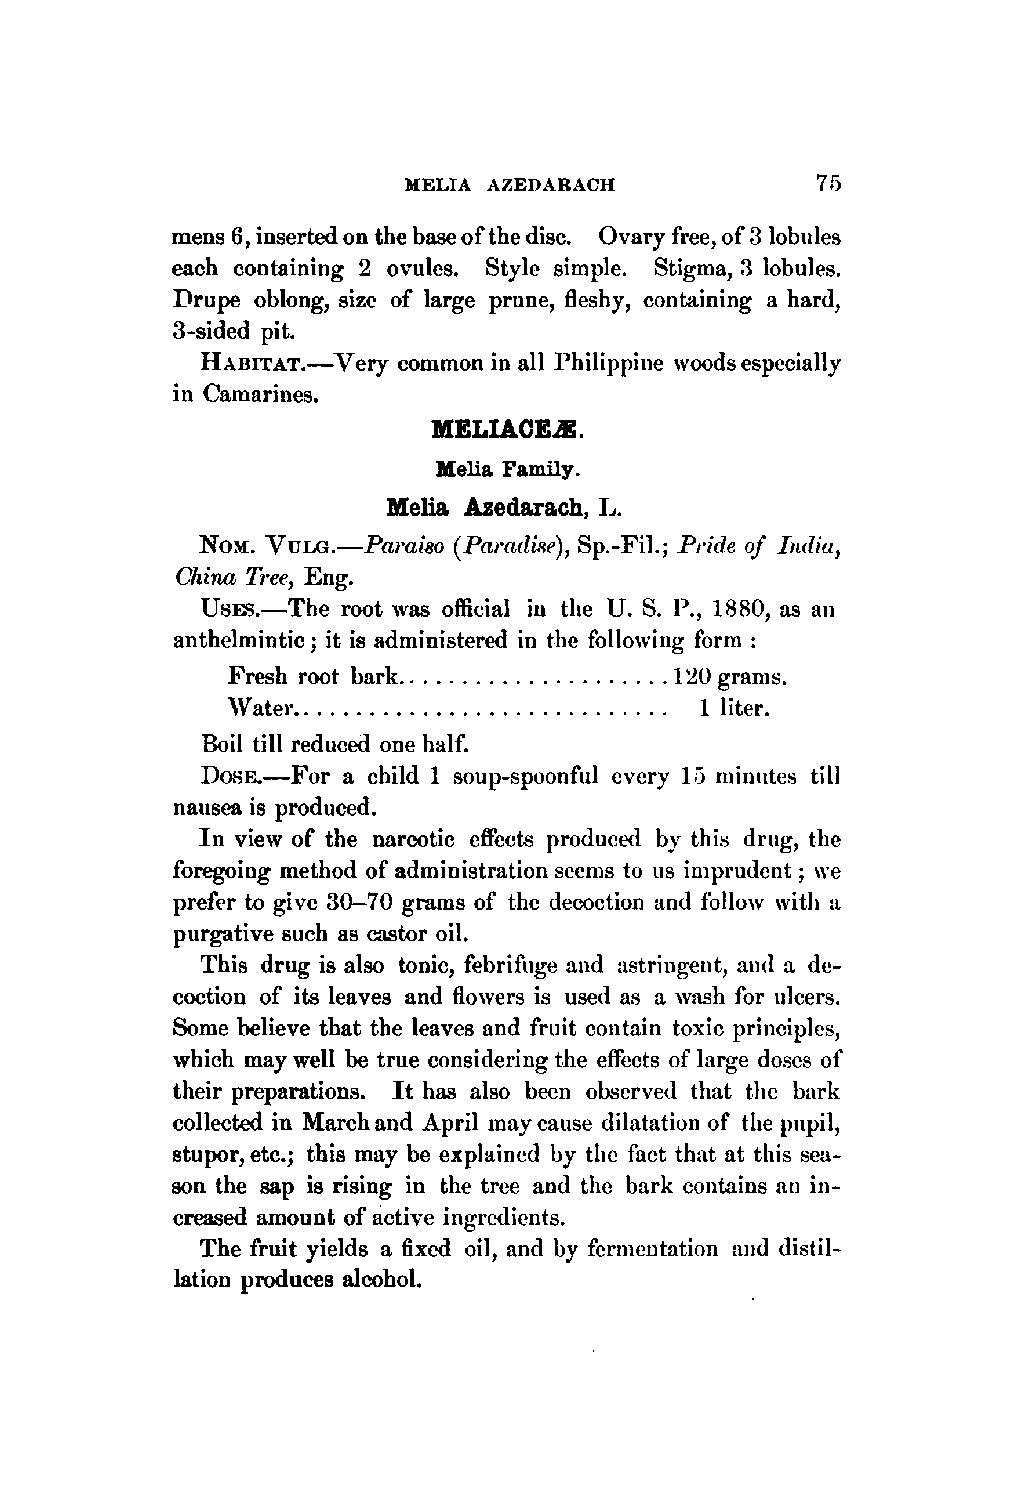 MELIA AZEDARACH 75
mens 6, inserted on the base of the disc. Ovary free, of 3 lobules
each containing 2 ovules. Style simple. Stigma, 3 lobules.
Drupe oblong, size of large prune, fleshy, containing a hard,
3-sided pit.
HABITAT.—Very common in all Philippine woods especially
in Camarines.
MELIACEÆ.
Melia Family.
Melia Azedarach, L.
NOM. VULG.—Paraiso (Paradise), Sp.-Fil.; Pride of India,
China Tree, Eng.
USES.—The root was official in the U. S. P., 1880, as an
anthelmintic; it is administered in the following form :
Fresh root bark.....................120 grams.
Water............................ 1 liter.
Boil till reduced one half.
DOSE.—For a child 1 soup-spoonful every 15 minutes till
nausea is produced.
In view of the narcotic effects produced by this drug, the
foregoing method of administration seems to us imprudent; we
prefer to give 30–70 grams of the decoction and follow with a
purgative such as castor oil.
This drug is also tonic, febrifuge and astringent, and a de-
coction of its leaves and flowers is used as a wash for ulcers.
Some believe that the leaves and fruit contain toxic principles,
which may well be true considering the effects of large doses of
their preparations. It has also been observed that the bark
collected in March and April may cause dilatation of the pupil,
stupor, etc.; this may be explained by the fact that at this sea-
son the sap is rising in the tree and the bark contains an in-
creased amount of active ingredients.
The fruit yields a fixed oil, and by fermentation and distil-
lation produces alcohol.